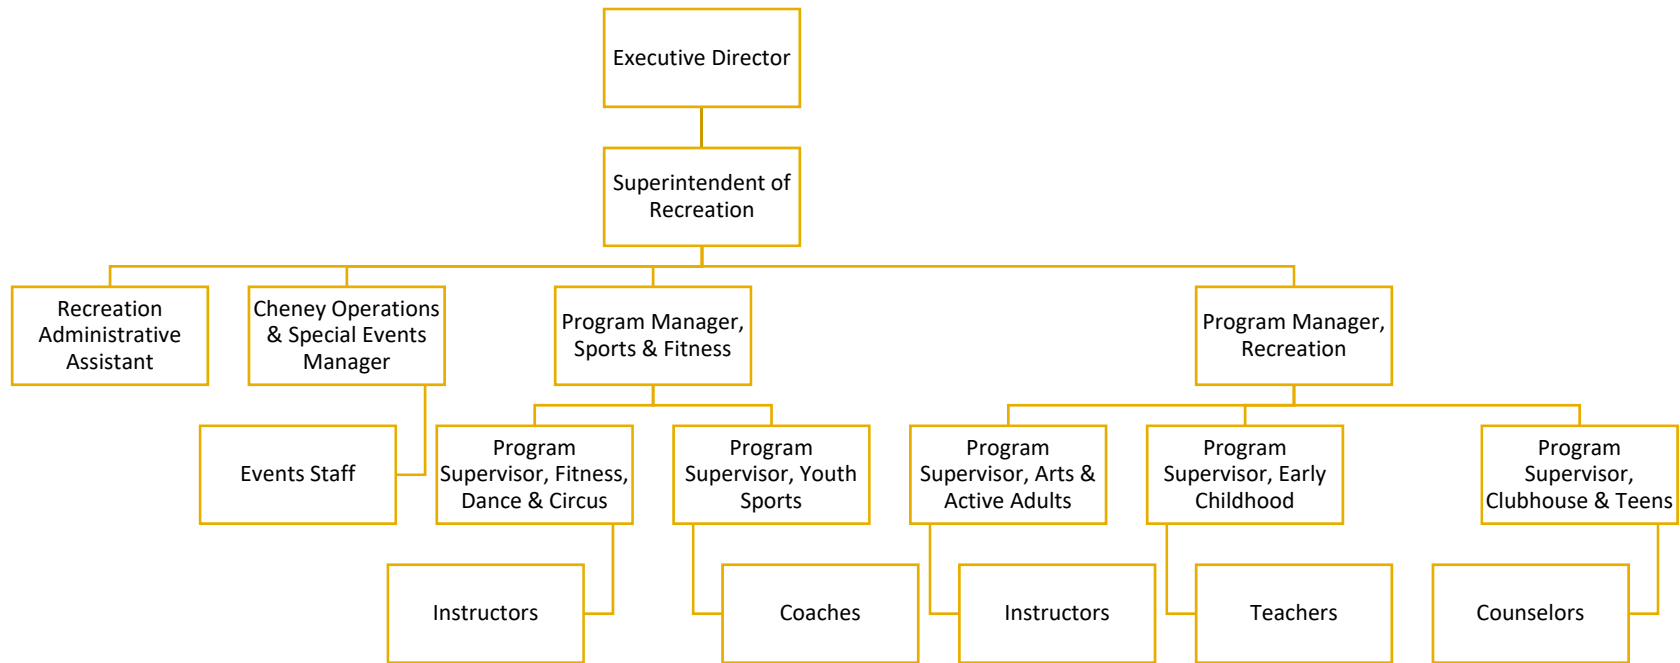 Executive Director
Superintendent of
Recreation
Recreation
Administrative
Assistant
Cheney Operations
& Special Events
Manager
Program Manager,
Sports & Fitness
Program Manager,
Recreation
Events Staff
Program
Supervisor, Fitness,
Dance & Circus
Program
Supervisor, Youth
Sports
Program
Supervisor, Arts &
Active Adults
Program
Supervisor, Early
Childhood
Program
Supervisor,
Clubhouse & Teens
Instructors
Coaches
Instructors
Teachers
Counselors